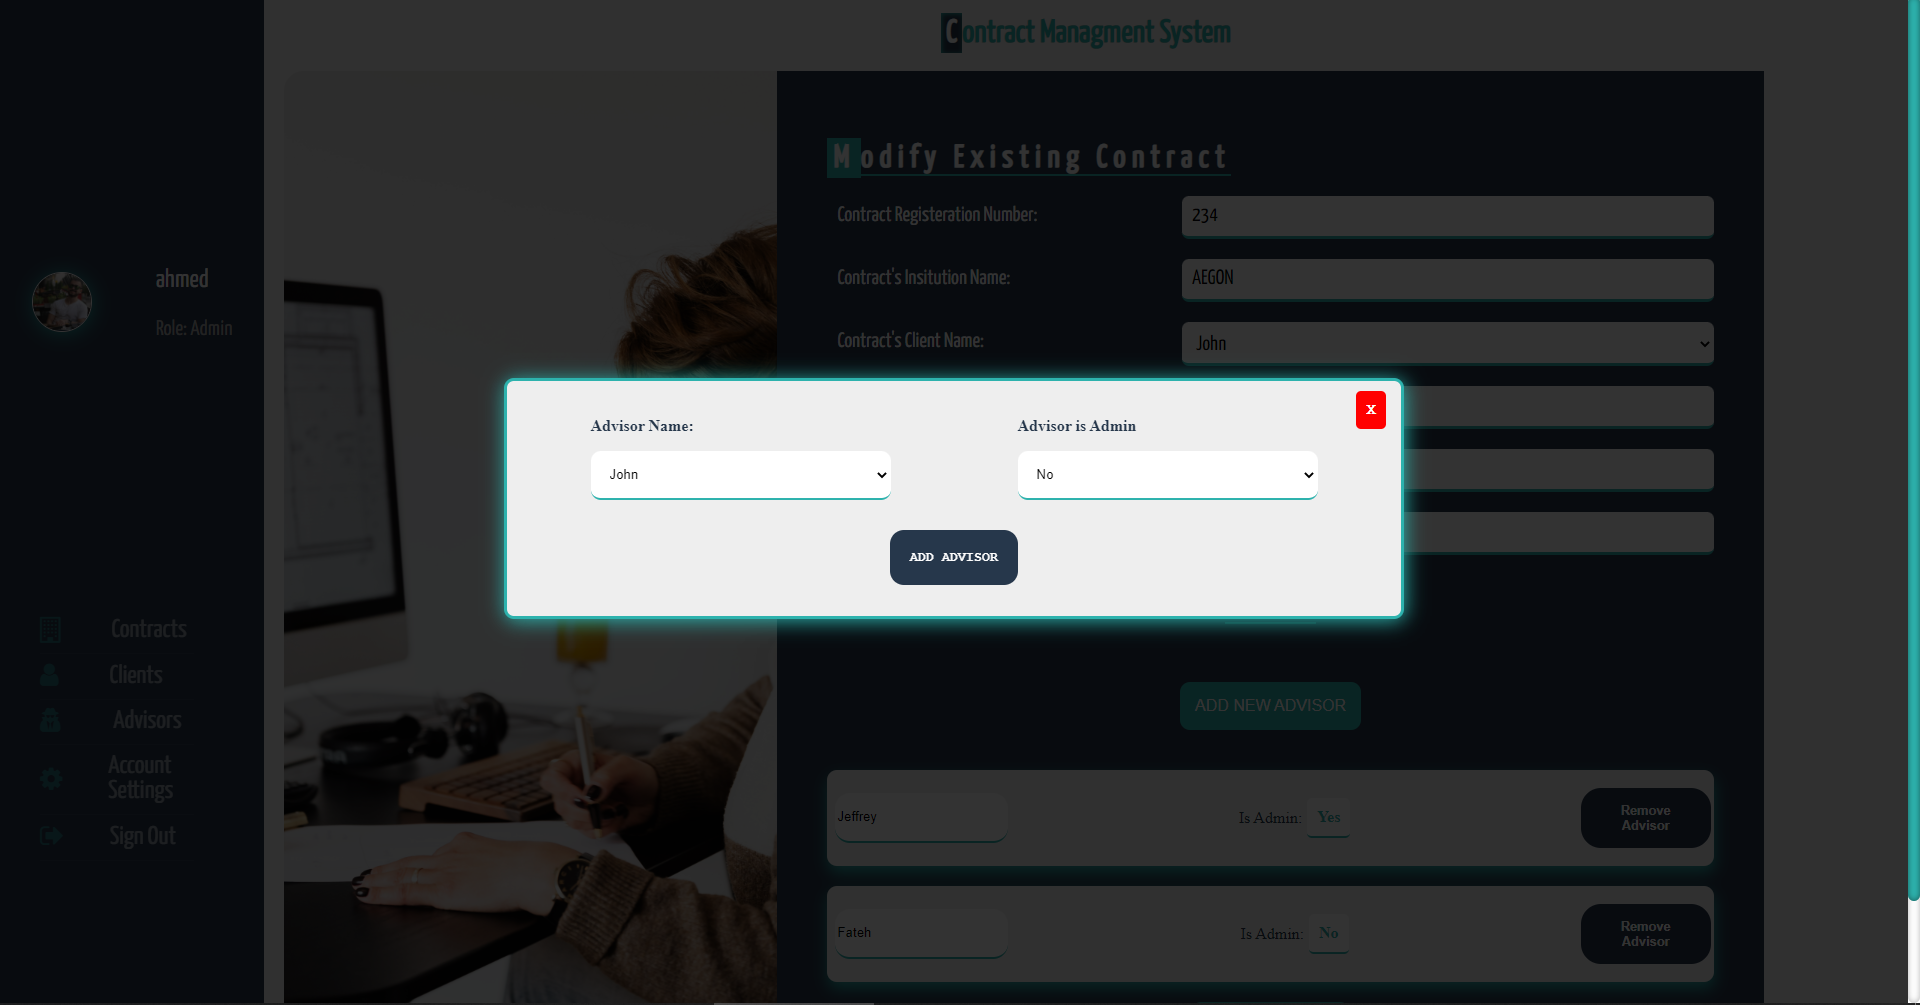 Contract Managment System
ahmed
Role: Admin
Contracts
Clients
Advisors
Account
Settings
Sign Out
Modify Existing Contract
Contract Registeration Number:
234
Contract's Insitution Name:
AEGON
Contract's Client Name:
John
X
Advisor Name:
Advisor is Admin
John
No
ADD ADVISOR
ADD NEW ADVISOR
Jeffrey
Is Admin: Yes
Remove
Advisor
Fateh
Is Admin: No
Remove
Advisor